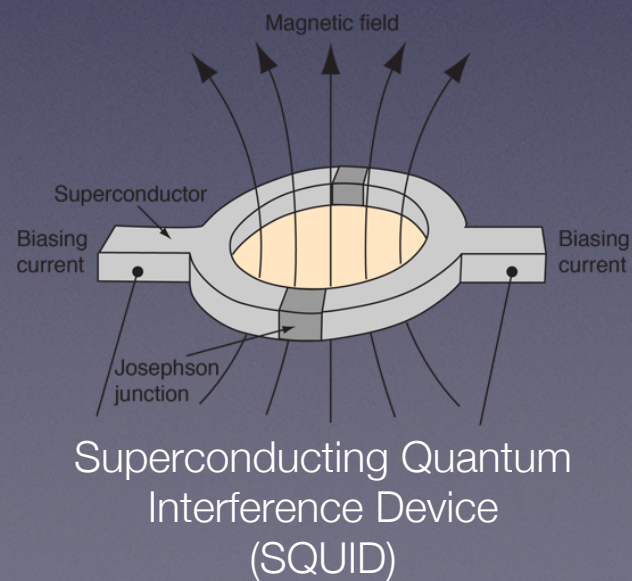 Magnetic field
Superconductor
Biasing
current
Biasing
current
Josephson
junction
Superconducting Quantum
Interference Device
(SQUID)